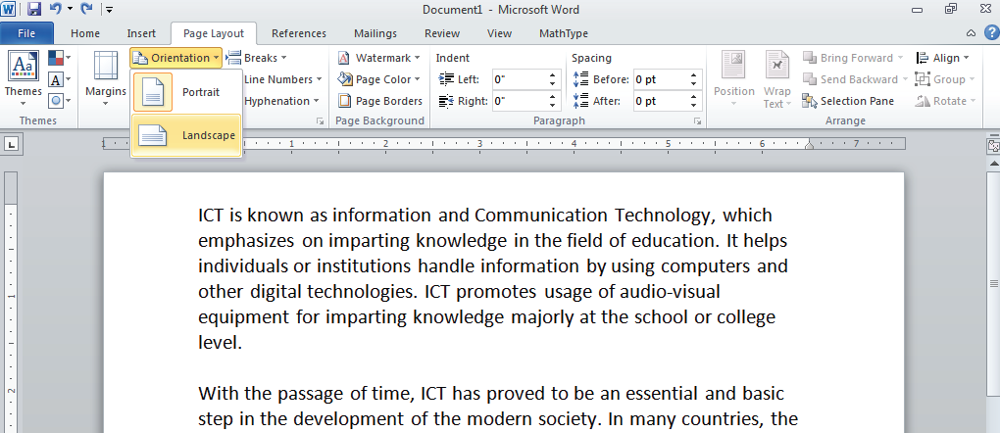 Document1 - Microsoft Word
File Home Insert Page Layout References Mailings Review View MathType
Orientation Breaks Watermark Indent Spacing Bring Forward Align
Themes Margins Portrait Line Numbers Page Color Left: 0" Before: 0 pt Position Wrap Text Send Backward Group
Hyphenation Page Borders Right: 0" After: 0 pt Selection Pane Rotate
Themes Page Background Paragraph Arrange
Landscape
1 1 2 3 4 5 6 7
ICT is known as information and Communication Technology, which
emphasizes on imparting knowledge in the field of education. It helps
individuals or institutions handle information by using computers and
other digital technologies. ICT promotes usage of audio-visual
equipment for imparting knowledge majorly at the school or college
level.
With the passage of time, ICT has proved to be an essential and basic
step in the development of the modern society. In many countries, the
1
2